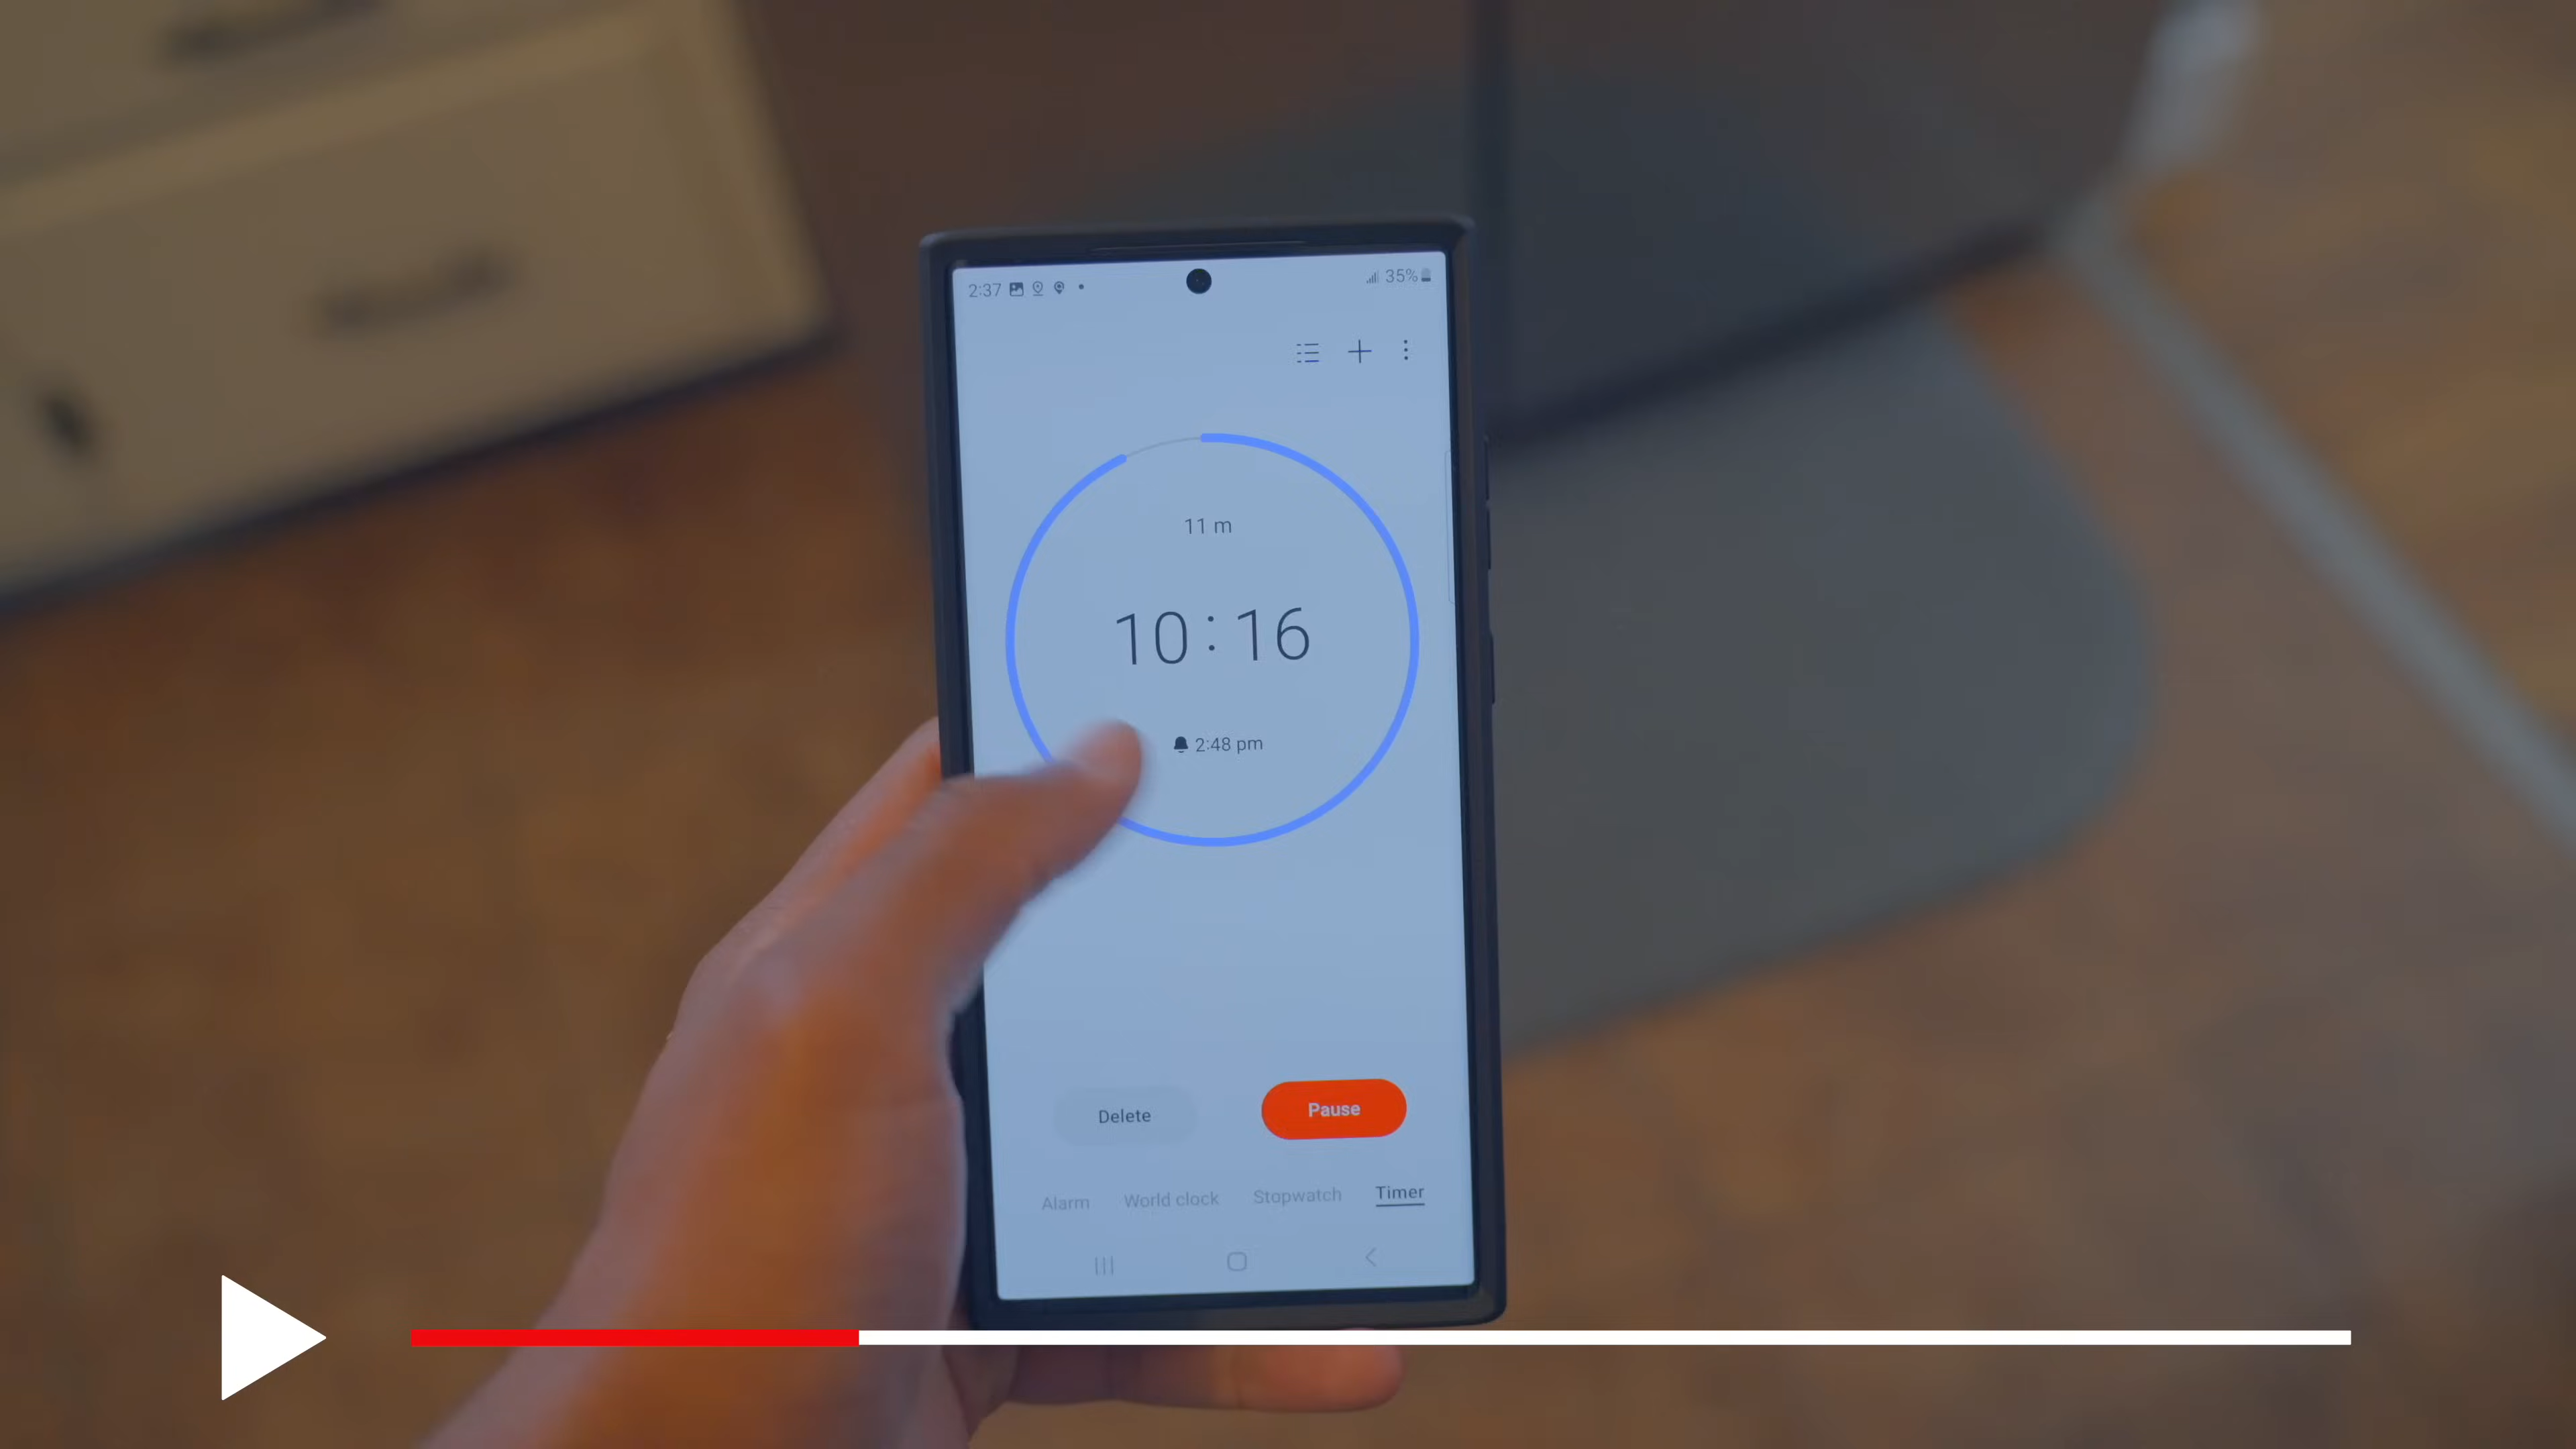 2:37
35%
11 m
10:16
2:48 pm
Delete Pause
Alarm World clock Stopwatch Timer